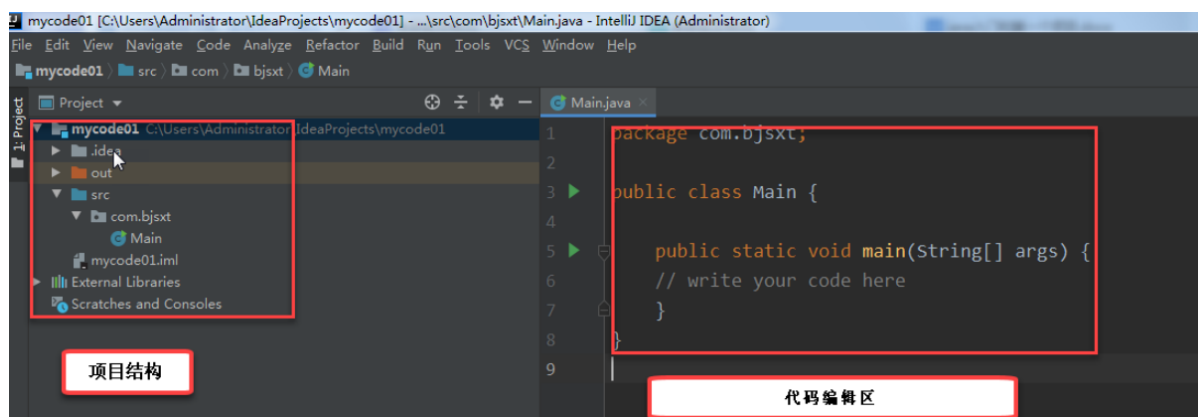 mycode01 [C:\Users\Administrator\IdeaProjects\mycode01] - ...\src\com\bjsxt\Main.java - IntelliJ IDEA (Administrator)
File Edit View Navigate Code Analyze Refactor Build Run Tools VCS Window Help
mycode01 src com bjsxt Main
1: Project
Project
mycode01 C:\Users\Administrator\IdeaProjects\mycode01
.idea
out
src
com.bjsxt
Main
mycode01.iml
External Libraries
Scratches and Consoles
项目结构
Main.java
1 package com.bjsxt;
2
3 public class Main {
4
5 public static void main(String[] args) {
6 // write your code here
7 }
8 }
9
代码编辑区